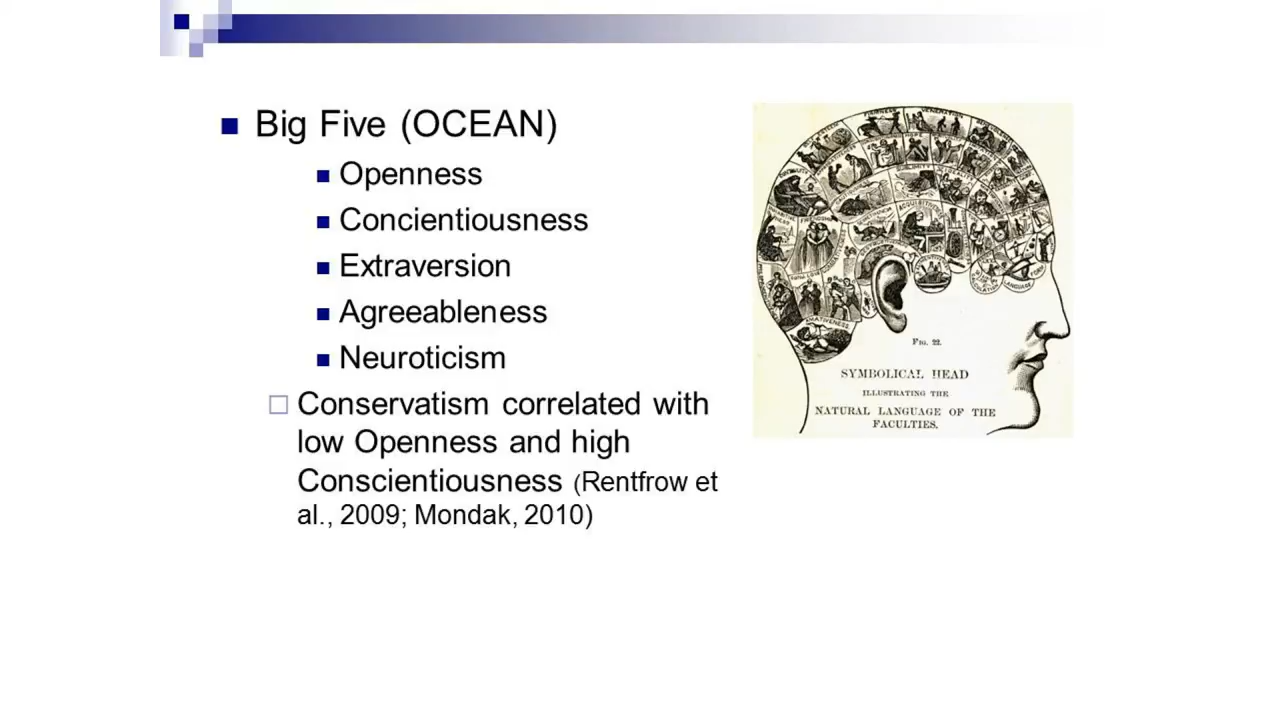 Big Five (OCEAN)
Openness
Concientiousness
Extraversion
Agreeableness
Neuroticism
Conservatism correlated with
low Openness and high
Conscientiousness (Rentfrow et
al., 2009; Mondak, 2010)
FIG. 22.
SYMBOLICAL HEAD
ILLUSTRATING THE
NATURAL LANGUAGE OF THE
FACULTIES.